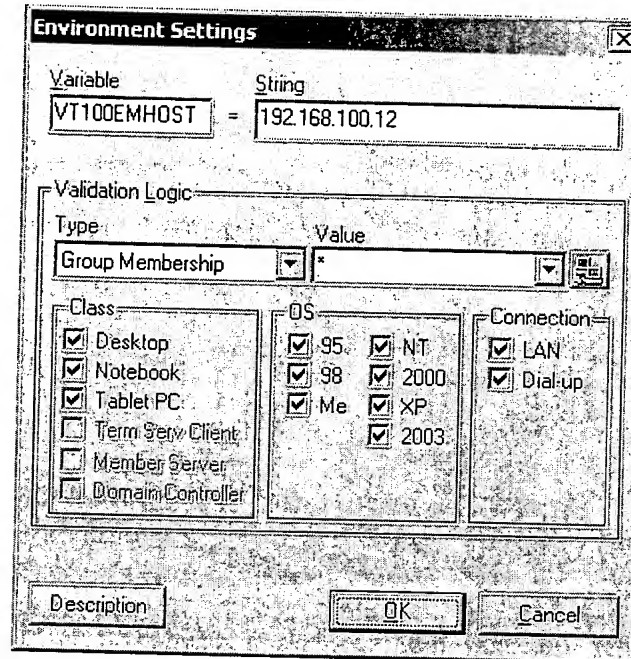 Environment Settings
Variable String
VT100EMHOST = 192.168.100.12
Validation Logic
Type Value
Group Membership *
Class
Desktop
Notebook
Tablet PC
Term Serv Client
Member Server
Domain Controller
OS
95 NT
98 2000
Me XP
2003
Connection
LAN
Dial-up
Description OK Cancel